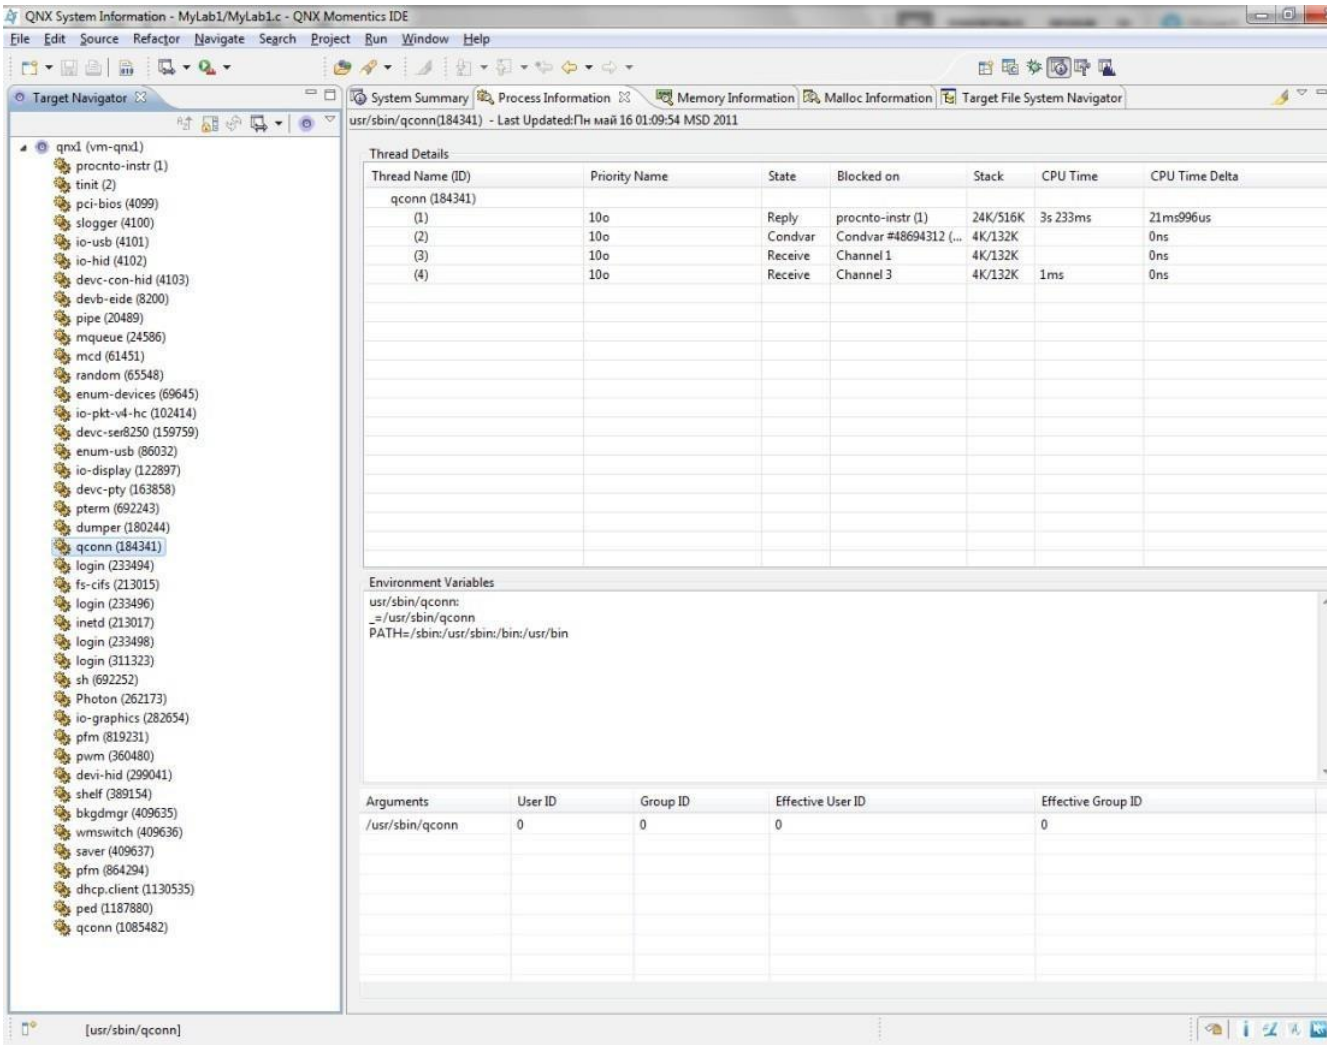 QNX System Information - MyLab1/MyLab1.c - QNX Momentics IDE
File Edit Source Refactor Navigate Search Project Run Window Help
Target Navigator
System Summary Process Information Memory Information Malloc Information Target File System Navigator
usr/sbin/qconn(184341) - Last Updated:Пн май 16 01:09:54 MSD 2011
qnx1 (vm-qnx1)
procnto-instr (1)
tinit (2)
pci-bios (4099)
slogger (4100)
io-usb (4101)
io-hid (4102)
devc-con-hid (4103)
devb-eide (8200)
pipe (20489)
mqueue (24586)
mcd (61451)
random (65548)
enum-devices (69645)
io-pkt-v4-hc (102414)
devc-ser8250 (159759)
enum-usb (86032)
io-display (122897)
devc-pty (163858)
pterm (692243)
dumper (180244)
qconn (184341)
login (233494)
fs-cifs (213015)
login (233496)
inetd (213017)
login (233498)
login (311323)
sh (692252)
Photon (262173)
io-graphics (282654)
pfm (819231)
pwm (360480)
devi-hid (299041)
shelf (389154)
bkgdmgr (409635)
wmswitch (409636)
saver (409637)
pfm (864294)
dhcp.client (1130535)
ped (1187880)
qconn (1085482)
Thread Details
Thread Name (ID) Priority Name State Blocked on Stack CPU Time CPU Time Delta
qconn (184341)
(1) 10o Reply procnto-instr (1) 24K/516K 3s 233ms 21ms996us
(2) 10o Condvar Condvar #48694312 (... 4K/132K 0ns
(3) 10o Receive Channel 1 4K/132K 0ns
(4) 10o Receive Channel 3 4K/132K 1ms 0ns
Environment Variables
usr/sbin/qconn:
_=/usr/sbin/qconn
PATH=/sbin:/usr/sbin:/bin:/usr/bin
Arguments User ID Group ID Effective User ID Effective Group ID
/usr/sbin/qconn 0 0 0 0
[usr/sbin/qconn]